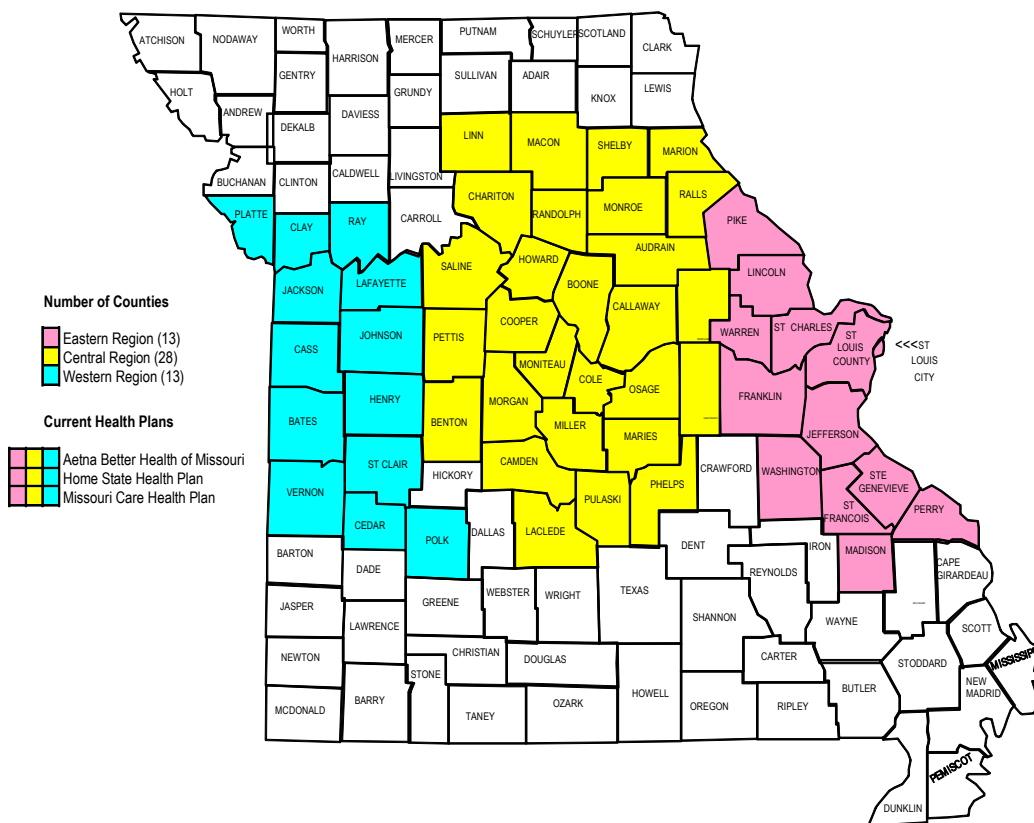 WORTH
MERCER
PUTNAM
SCHUYLER
SCOTLAND
ATCHISON
NODAWAY
HARRISON
CLARK
GENTRY
SULLIVAN
ADAIR
HOLT
GRUNDY
KNOX
LEWIS
ANDREW
DAVIESS
DEKALB
LINN
MACON
SHELBY
MARION
CALDWELL
LIVINGSTON
BUCHANAN
CLINTON
CHARITON
RALLS
PLATTE
CLAY
RAY
CARROLL
RANDOLPH
MONROE
PIKE
AUDRAIN
SALINE
HOWARD
LINCOLN
JACKSON
LAFAYETTE
BOONE
CALLAWAY
Number of Counties
Eastern Region (13)
Central Region (28)
Western Region (13)
COOPER
WARREN
ST CHARLES
ST
LOUIS
COUNTY
<<<ST
LOUIS
CITY
JOHNSON
PETTIS
CASS
MONITEAU
COLE
OSAGE
HENRY
MORGAN
FRANKLIN
Current Health Plans
Aetna Better Health of Missouri
Home State Health Plan
Missouri Care Health Plan
BATES
BENTON
MILLER
MARIES
JEFFERSON
ST CLAIR
HICKORY
CAMDEN
CRAWFORD
WASHINGTON
STE
GENEVIEVE
VERNON
PULASKI
PHELPS
ST
FRANCOIS
PERRY
CEDAR
POLK
DALLAS
LACLEDE
DENT
IRON
MADISON
BARTON
DADE
CAPE
GIRARDEAU
REYNOLDS
JASPER
GREENE
WEBSTER
WRIGHT
TEXAS
SHANNON
WAYNE
LAWRENCE
SCOTT
NEWTON
CHRISTIAN
DOUGLAS
CARTER
STODDARD
MISSISSIPPI
STONE
NEW
MADRID
MCDONALD
BARRY
TANEY
OZARK
HOWELL
OREGON
RIPLEY
BUTLER
PEMISCOT
DUNKLIN